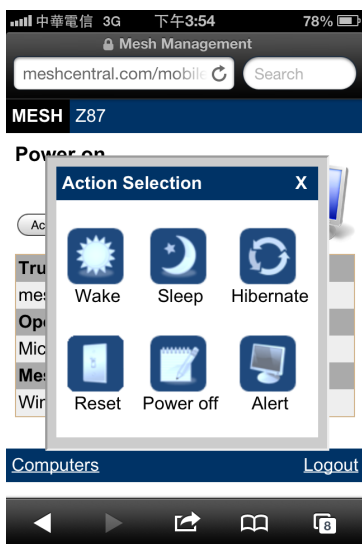 中華電信 3G 下午3:54 78%
Mesh Management
meshcentral.com/mobile Search
MESH Z87
Power on
Action Selection X
Wake Sleep Hibernate
Reset Power off Alert
Computers Logout
8